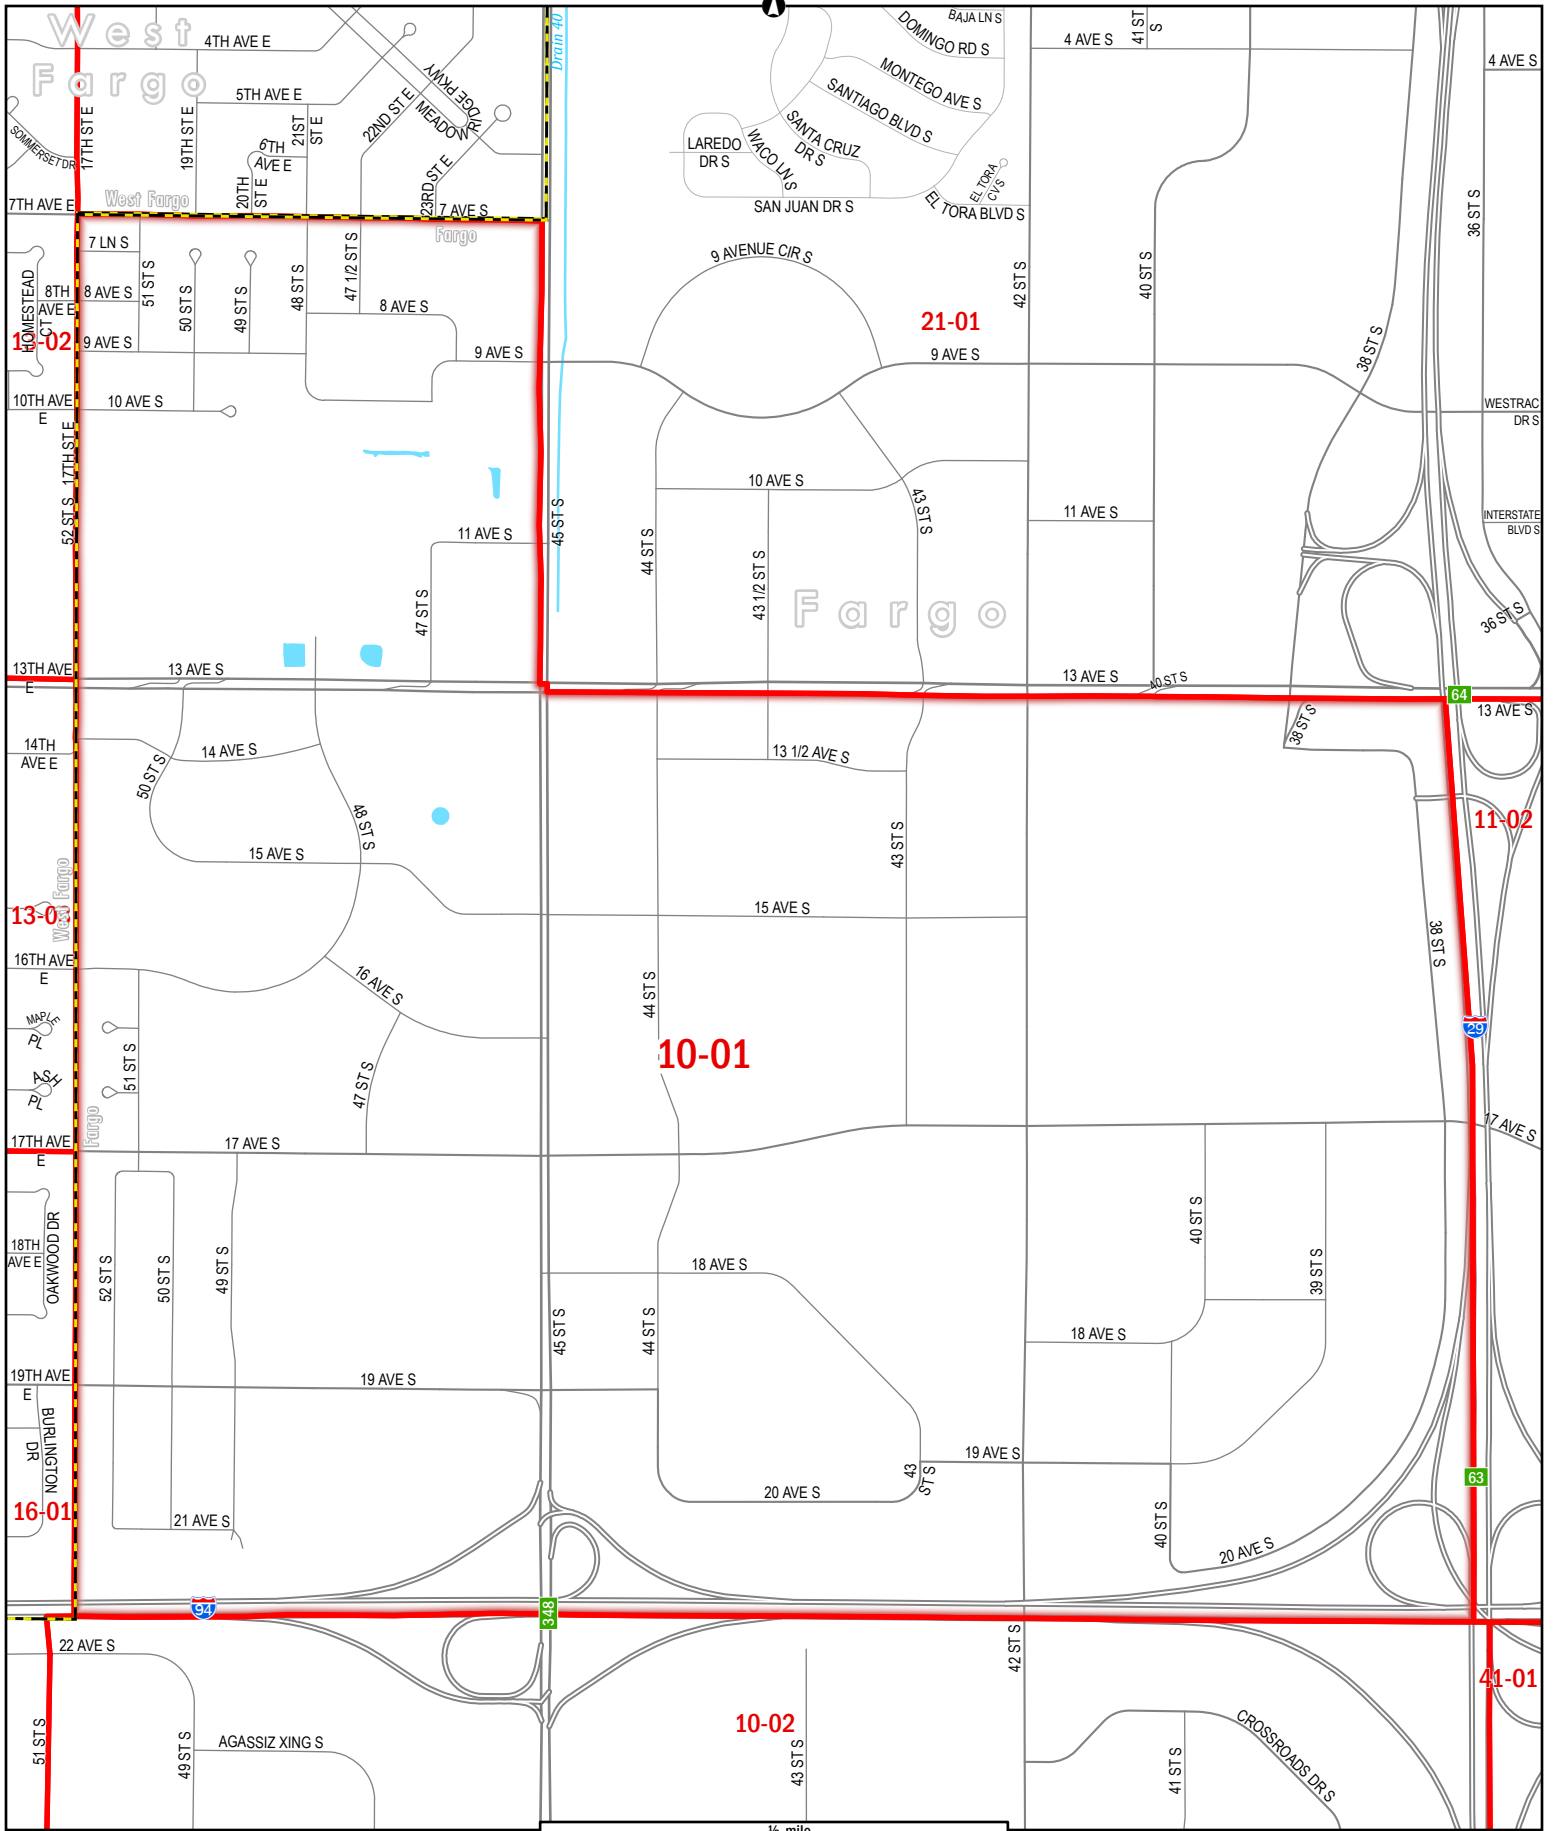 West
Fargo
4TH AVE E
5TH AVE E
6TH
AVE E
21ST
ST E
22ND ST E
MEADOW
RIDGE PKWY
23RD ST E
19TH ST E
20TH
ST E
17TH ST E
SOMMERSET DR
7TH AVE E
West Fargo
7 AVE S
Fargo
Drain 40
BAJA LN S
DOMINGO RD S
MONTEGO AVE S
SANTIAGO BLVD S
SANTA CRUZ
DR S
WACO LN S
LAREDO
DR S
SAN JUAN DR S
EL TORA
CV S
EL TORA BLVD S
41 ST
S
4 AVE S
4 AVE S
36 ST S
42 ST S
40 ST S
9 AVENUE CIR S
21-01
9 AVE S
38 ST S
WESTRAC
DR S
INTERSTATE
BLVD S
36 ST S
7 LN S
8TH
AVE E
8 AVE S
HOMESTEAD
CT
51 ST S
50 ST S
49 ST S
48 ST S
47 1/2 ST S
8 AVE S
9 AVE S
9 AVE S
10TH AVE
E
10 AVE S
17TH ST E
52 ST S
11 AVE S
47 ST S
45 ST S
44 ST S
10 AVE S
43 1/2 ST S
43 ST S
11 AVE S
Fargo
13TH AVE
E
13 AVE S
13 AVE S
40 ST S
64
13 AVE S
38 ST S
14TH
AVE E
14 AVE S
50 ST S
48 ST S
13 1/2 AVE S
43 ST S
11-02
15 AVE S
15 AVE S
38 ST S
West Fargo
16TH AVE
E
16 AVE S
44 ST S
10-01
29
MAPLE
PL
ASH
PL
51 ST S
47 ST S
Fargo
17TH AVE
E
17 AVE S
17 AVE S
18TH
AVE E
OAKWOOD DR
52 ST S
50 ST S
49 ST S
18 AVE S
40 ST S
39 ST S
45 ST S
44 ST S
18 AVE S
19TH AVE
E
19 AVE S
BURLINGTON
DR
16-01
21 AVE S
20 AVE S
43
ST S
19 AVE S
40 ST S
20 AVE S
63
94
348
22 AVE S
42 ST S
41-01
51 ST S
49 ST S
AGASSIZ XING S
10-02
43 ST S
41 ST S
CROSSROADS DR S